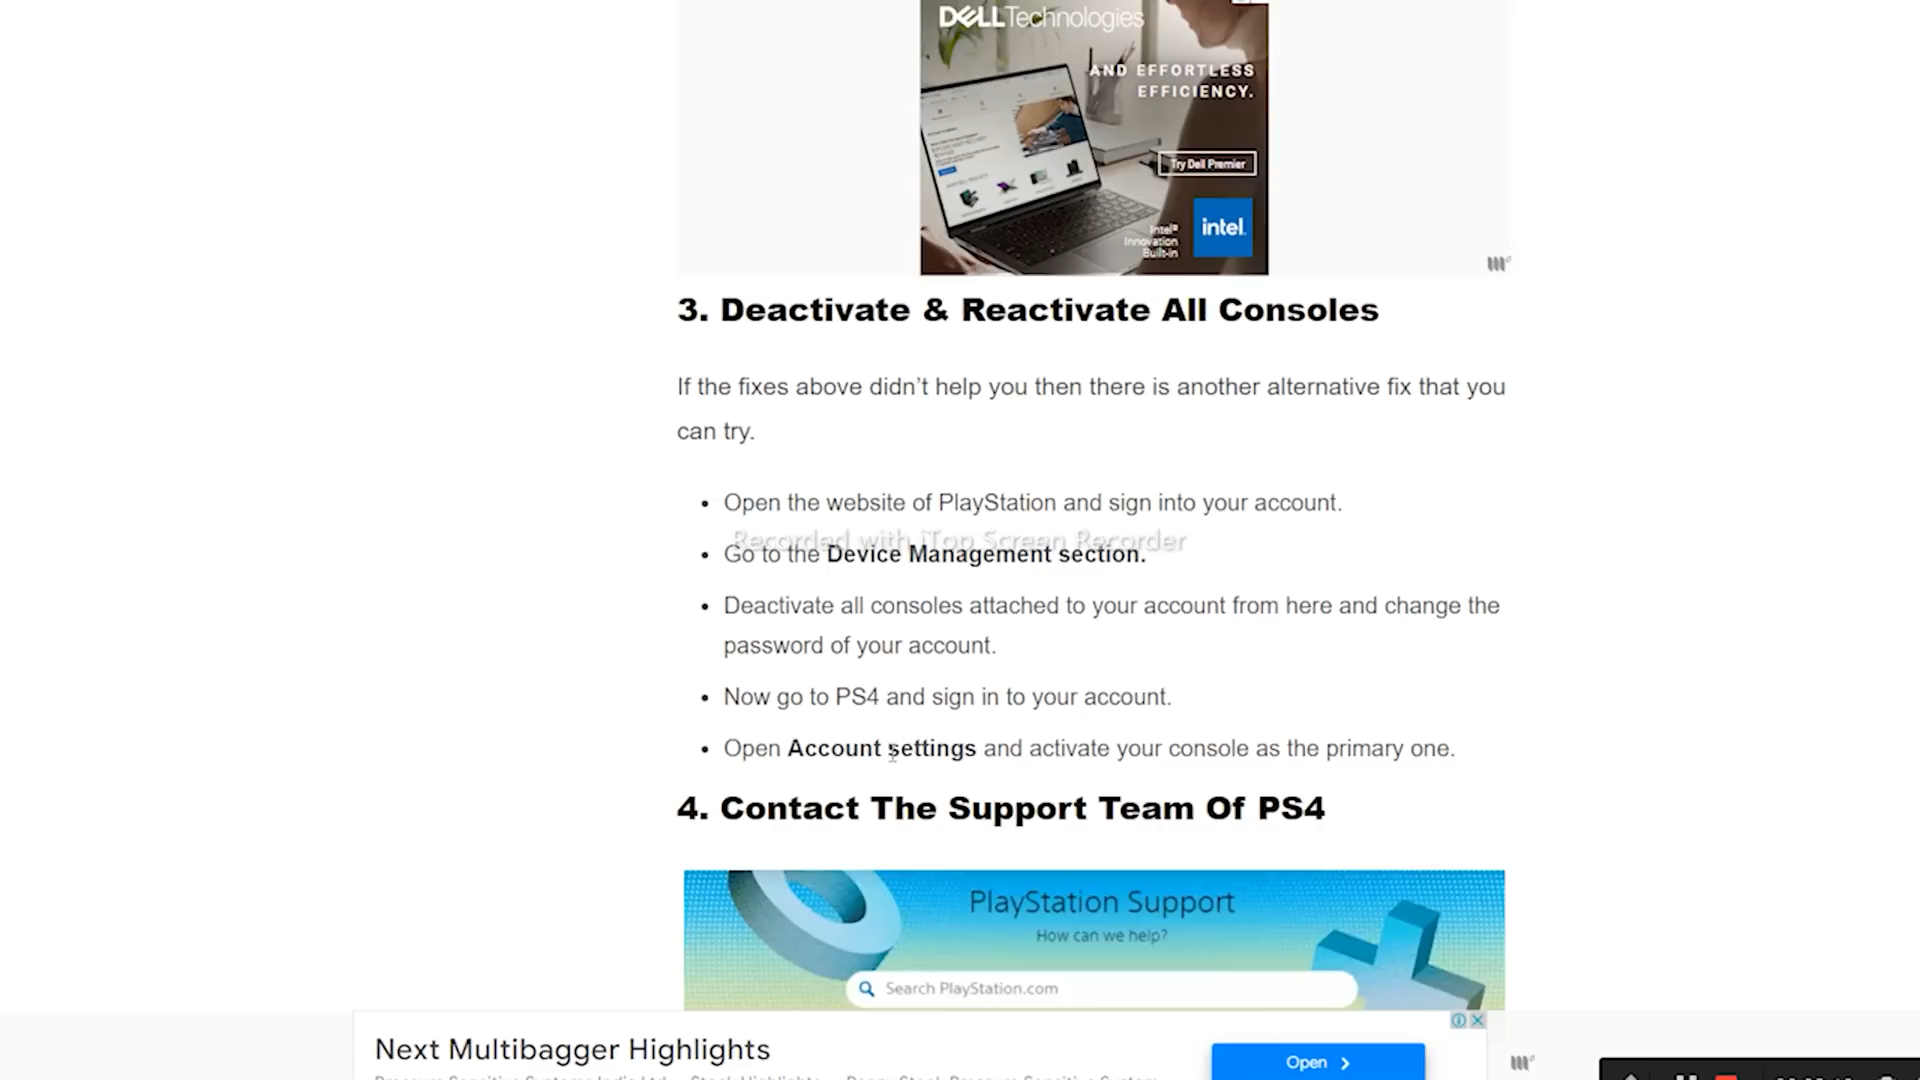 DELLTechnologies
AND EFFORTLESS
EFFICIENCY.
Try Dell Premier
Intel®
Innovation
Built-in
intel.
3. Deactivate & Reactivate All Consoles
If the fixes above didn't help you then there is another alternative fix that you
can try.
• Open the website of PlayStation and sign into your account.
Recorded with iTop Screen Recorder
• Go to the Device Management section.
• Deactivate all consoles attached to your account from here and change the
password of your account.
• Now go to PS4 and sign in to your account.
• Open Account settings and activate your console as the primary one.
4. Contact The Support Team Of PS4
PlayStation Support
How can we help?
Search PlayStation.com
Next Multibagger Highlights
Open